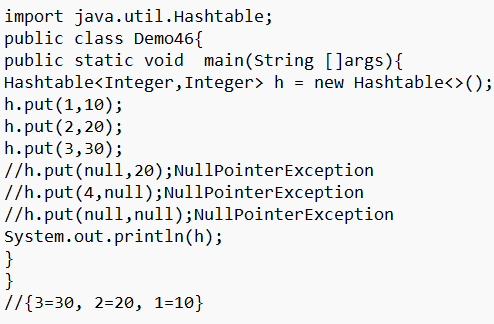 import java.util.Hashtable;
public class Demo46{
public static void  main(String []args){
Hashtable<Integer,Integer> h = new Hashtable<>();
h.put(1,10);
h.put(2,20);
h.put(3,30);
//h.put(null,20);NullPointerException
//h.put(4,null);NullPointerException
//h.put(null,null);NullPointerException
System.out.println(h);
}
}
//{3=30, 2=20, 1=10}